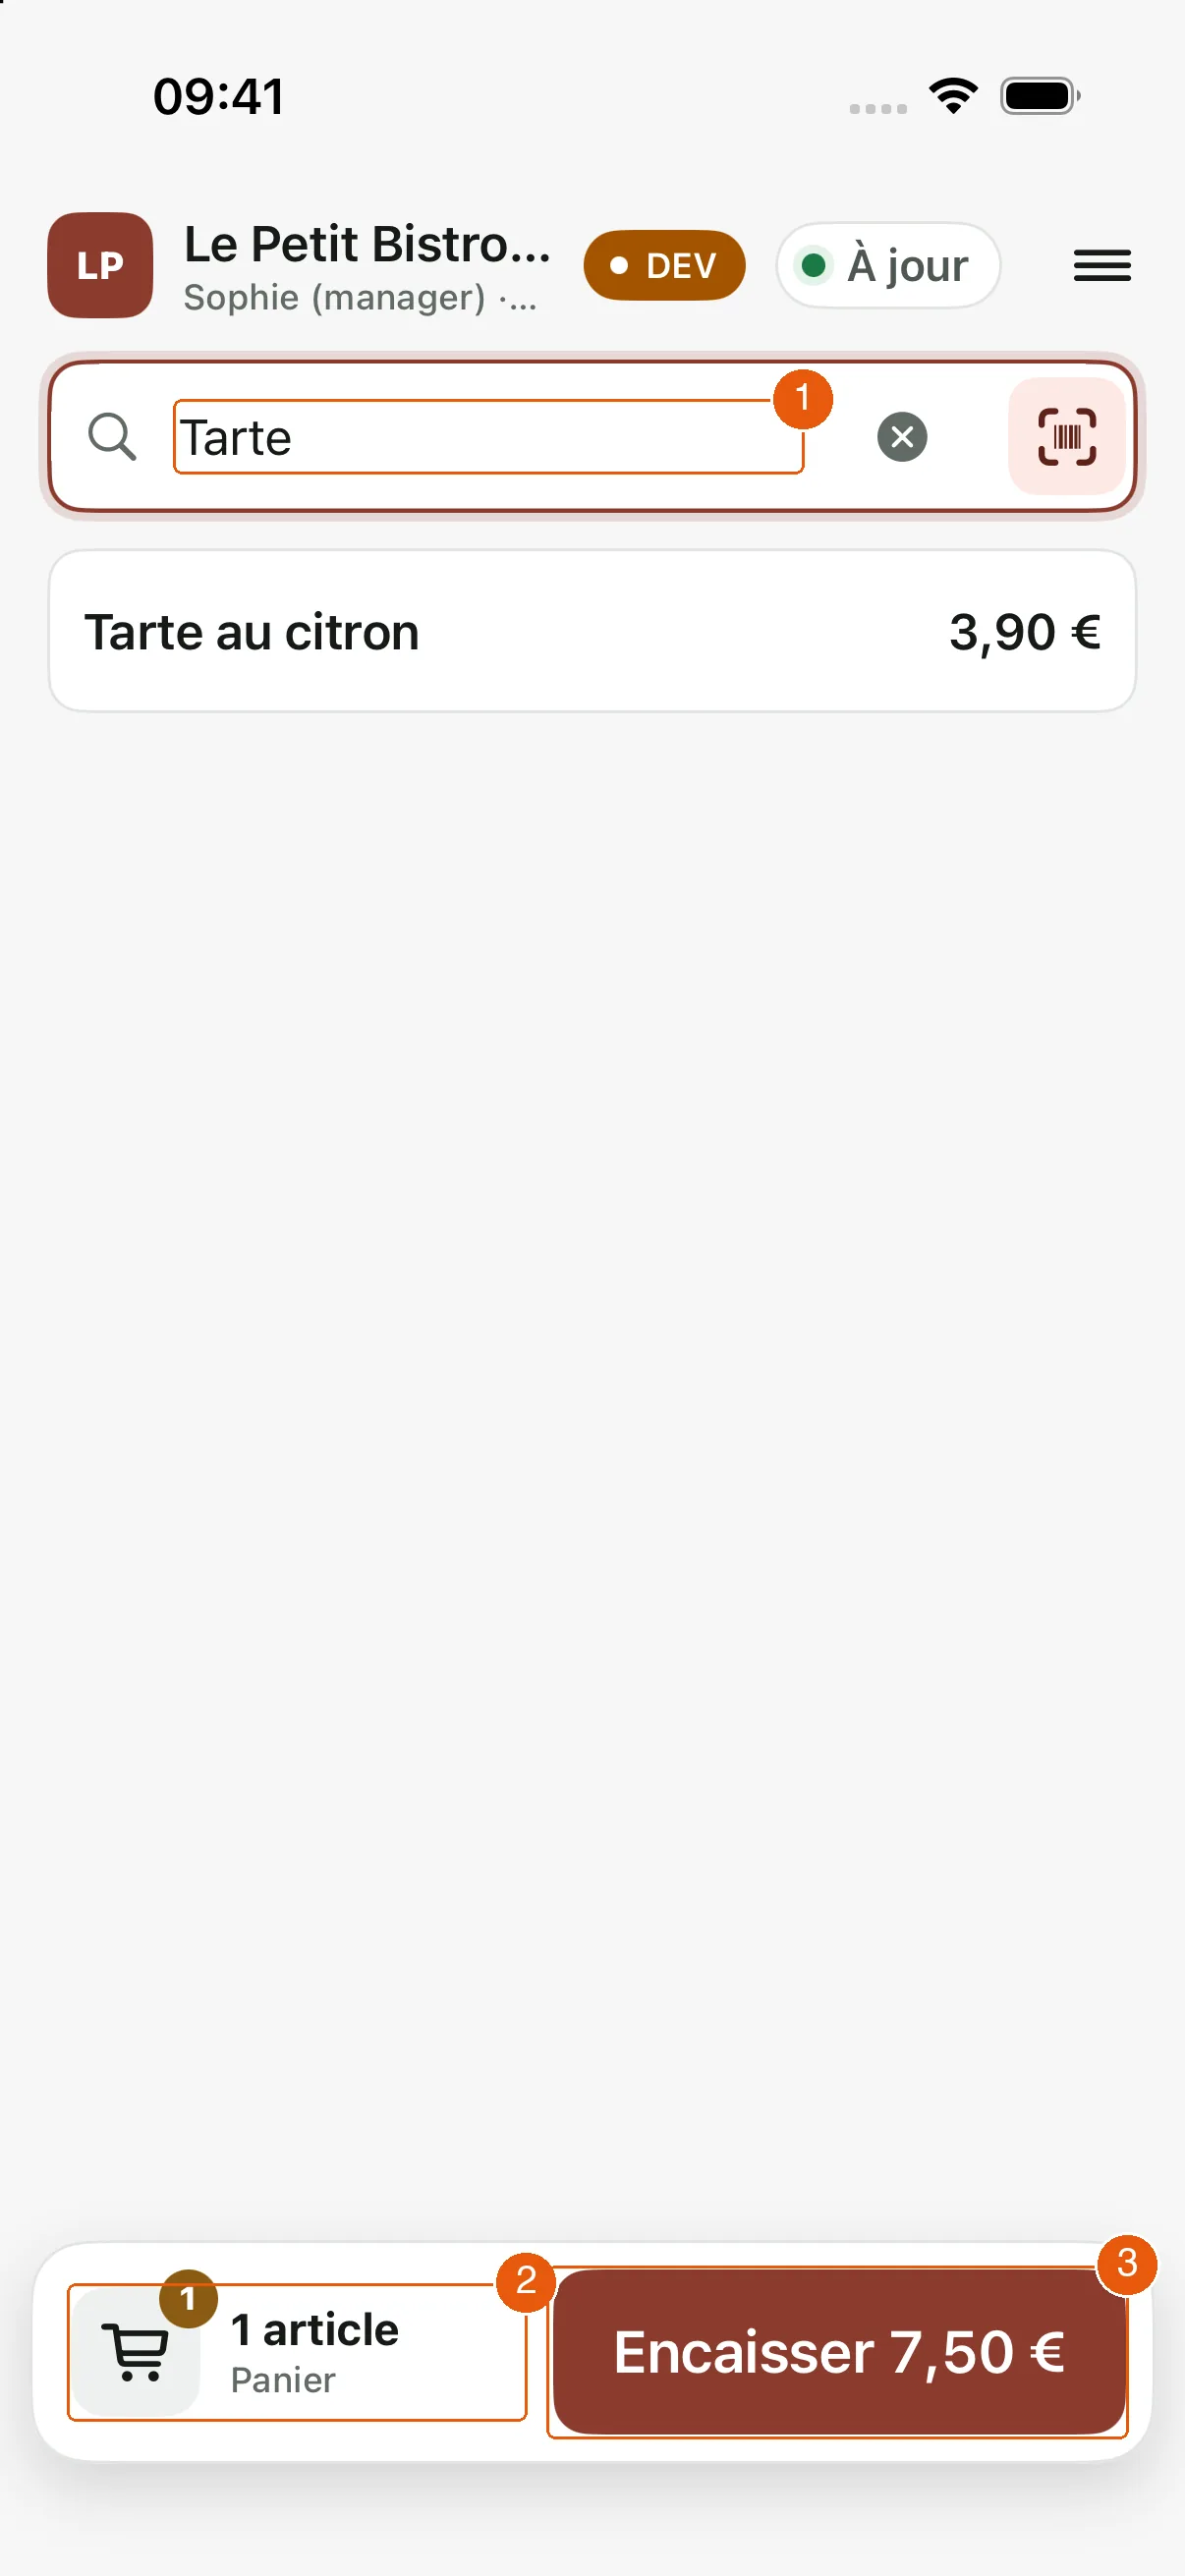 09:41
LP
Le Petit Bistro...
Sophie (manager) ·...
DEV
À jour
Tarte
1
Tarte au citron
3,90 €
1
1 article
Panier
2
Encaisser 7,50 €
3